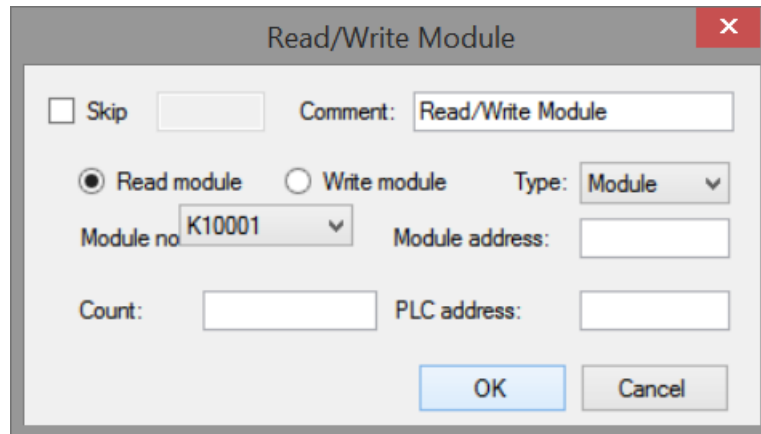 Read/Write Module
Skip Comment: Read/Write Module
Read module Write module Type: Module
Module no K10001 Module address:
Count: PLC address:
OK Cancel